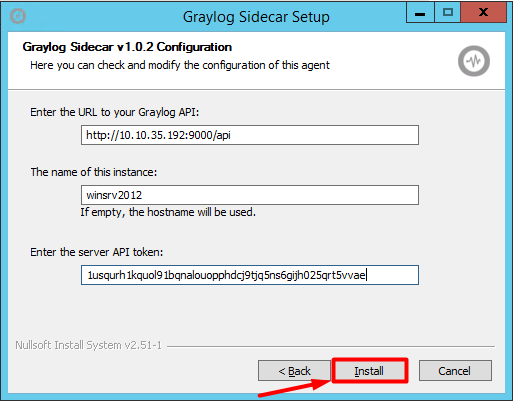 Graylog Sidecar Setup
Graylog Sidecar v1.0.2 Configuration
Here you can check and modify the configuration of this agent
Enter the URL to your Graylog API:
http://10.10.35.192:9000/api
The name of this instance:
winsrv2012
If empty, the hostname will be used.
Enter the server API token:
1usqurh1kquol91bqnalouopphdcj9tjq5ns6gijh025qrt5vvae
Nullsoft Install System v2.51-1
< Back
Install
Cancel